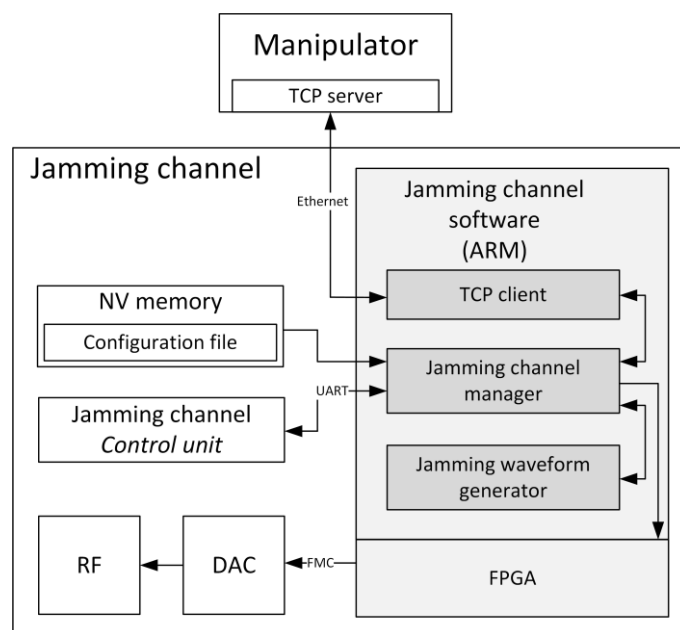 Manipulator
TCP server
Jamming channel
Ethernet
Jamming channel
software
(ARM)
TCP client
NV memory
Configuration file
Jamming channel
manager
UART
Jamming channel
Control unit
Jamming waveform
generator
RF
DAC
FMC
FPGA